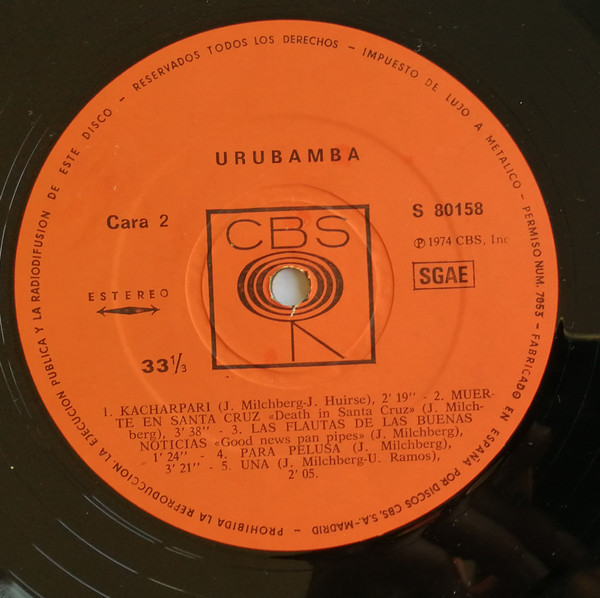 RESERVADOS TODOS LOS DERECHOS - IMPUESTO DE LUJO A METALICO - PERMISO NUM. 7053 - FABRICADO EN ESPAÑA POR DISCOS CBS, S.A.-MADRID - PROHIBIDA LA REPRODUCCION, LA EJECUCION PUBLICA Y LA RADIODIFUSION DE ESTE DISCO -
URUBAMBA
Cara 2
S 80158
CBS
Ⓟ 1974 CBS, Inc
SGAE
ESTEREO
33 1/3
1. KACHARPARI (J. Milchberg-J. Huirse), 2' 19'' - 2. MUER-
TE EN SANTA CRUZ «Death in Santa Cruz» (J. Milch-
berg), 3' 38'' - 3. LAS FLAUTAS DE LAS BUENAS
NOTICIAS «Good news pan pipes» (J. Milchberg),
1' 24'' - 4. PARA PELUSA (J. Milchberg),
3' 21'' - 5. UNA (J. Milchberg-U. Ramos),
2' 05.